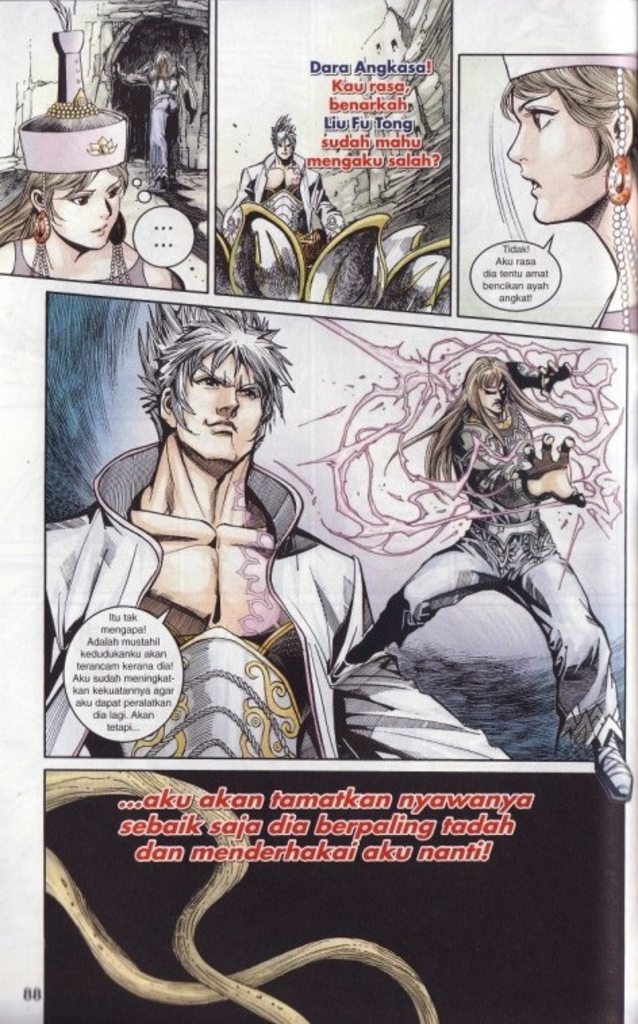 ...
Dara Angkasa!
Kau rasa,
benarkah
Liu Fu Tong
sudah mahu
mengaku salah?
Tidak!
Aku rasa
dia tentu amat
bencikan ayah
angkat!
Itu tak
mengapa!
Adalah mustahil
kedudukanku akan
terancam kerana dia!
Aku sudah meningkat-
kan kekuatannya agar
aku dapat peralatkan
dia lagi. Akan
tetapi...
...aku akan tamatkan nyawanya
sebaik saja dia berpaling tadah
dan menderhakai aku nanti!
88